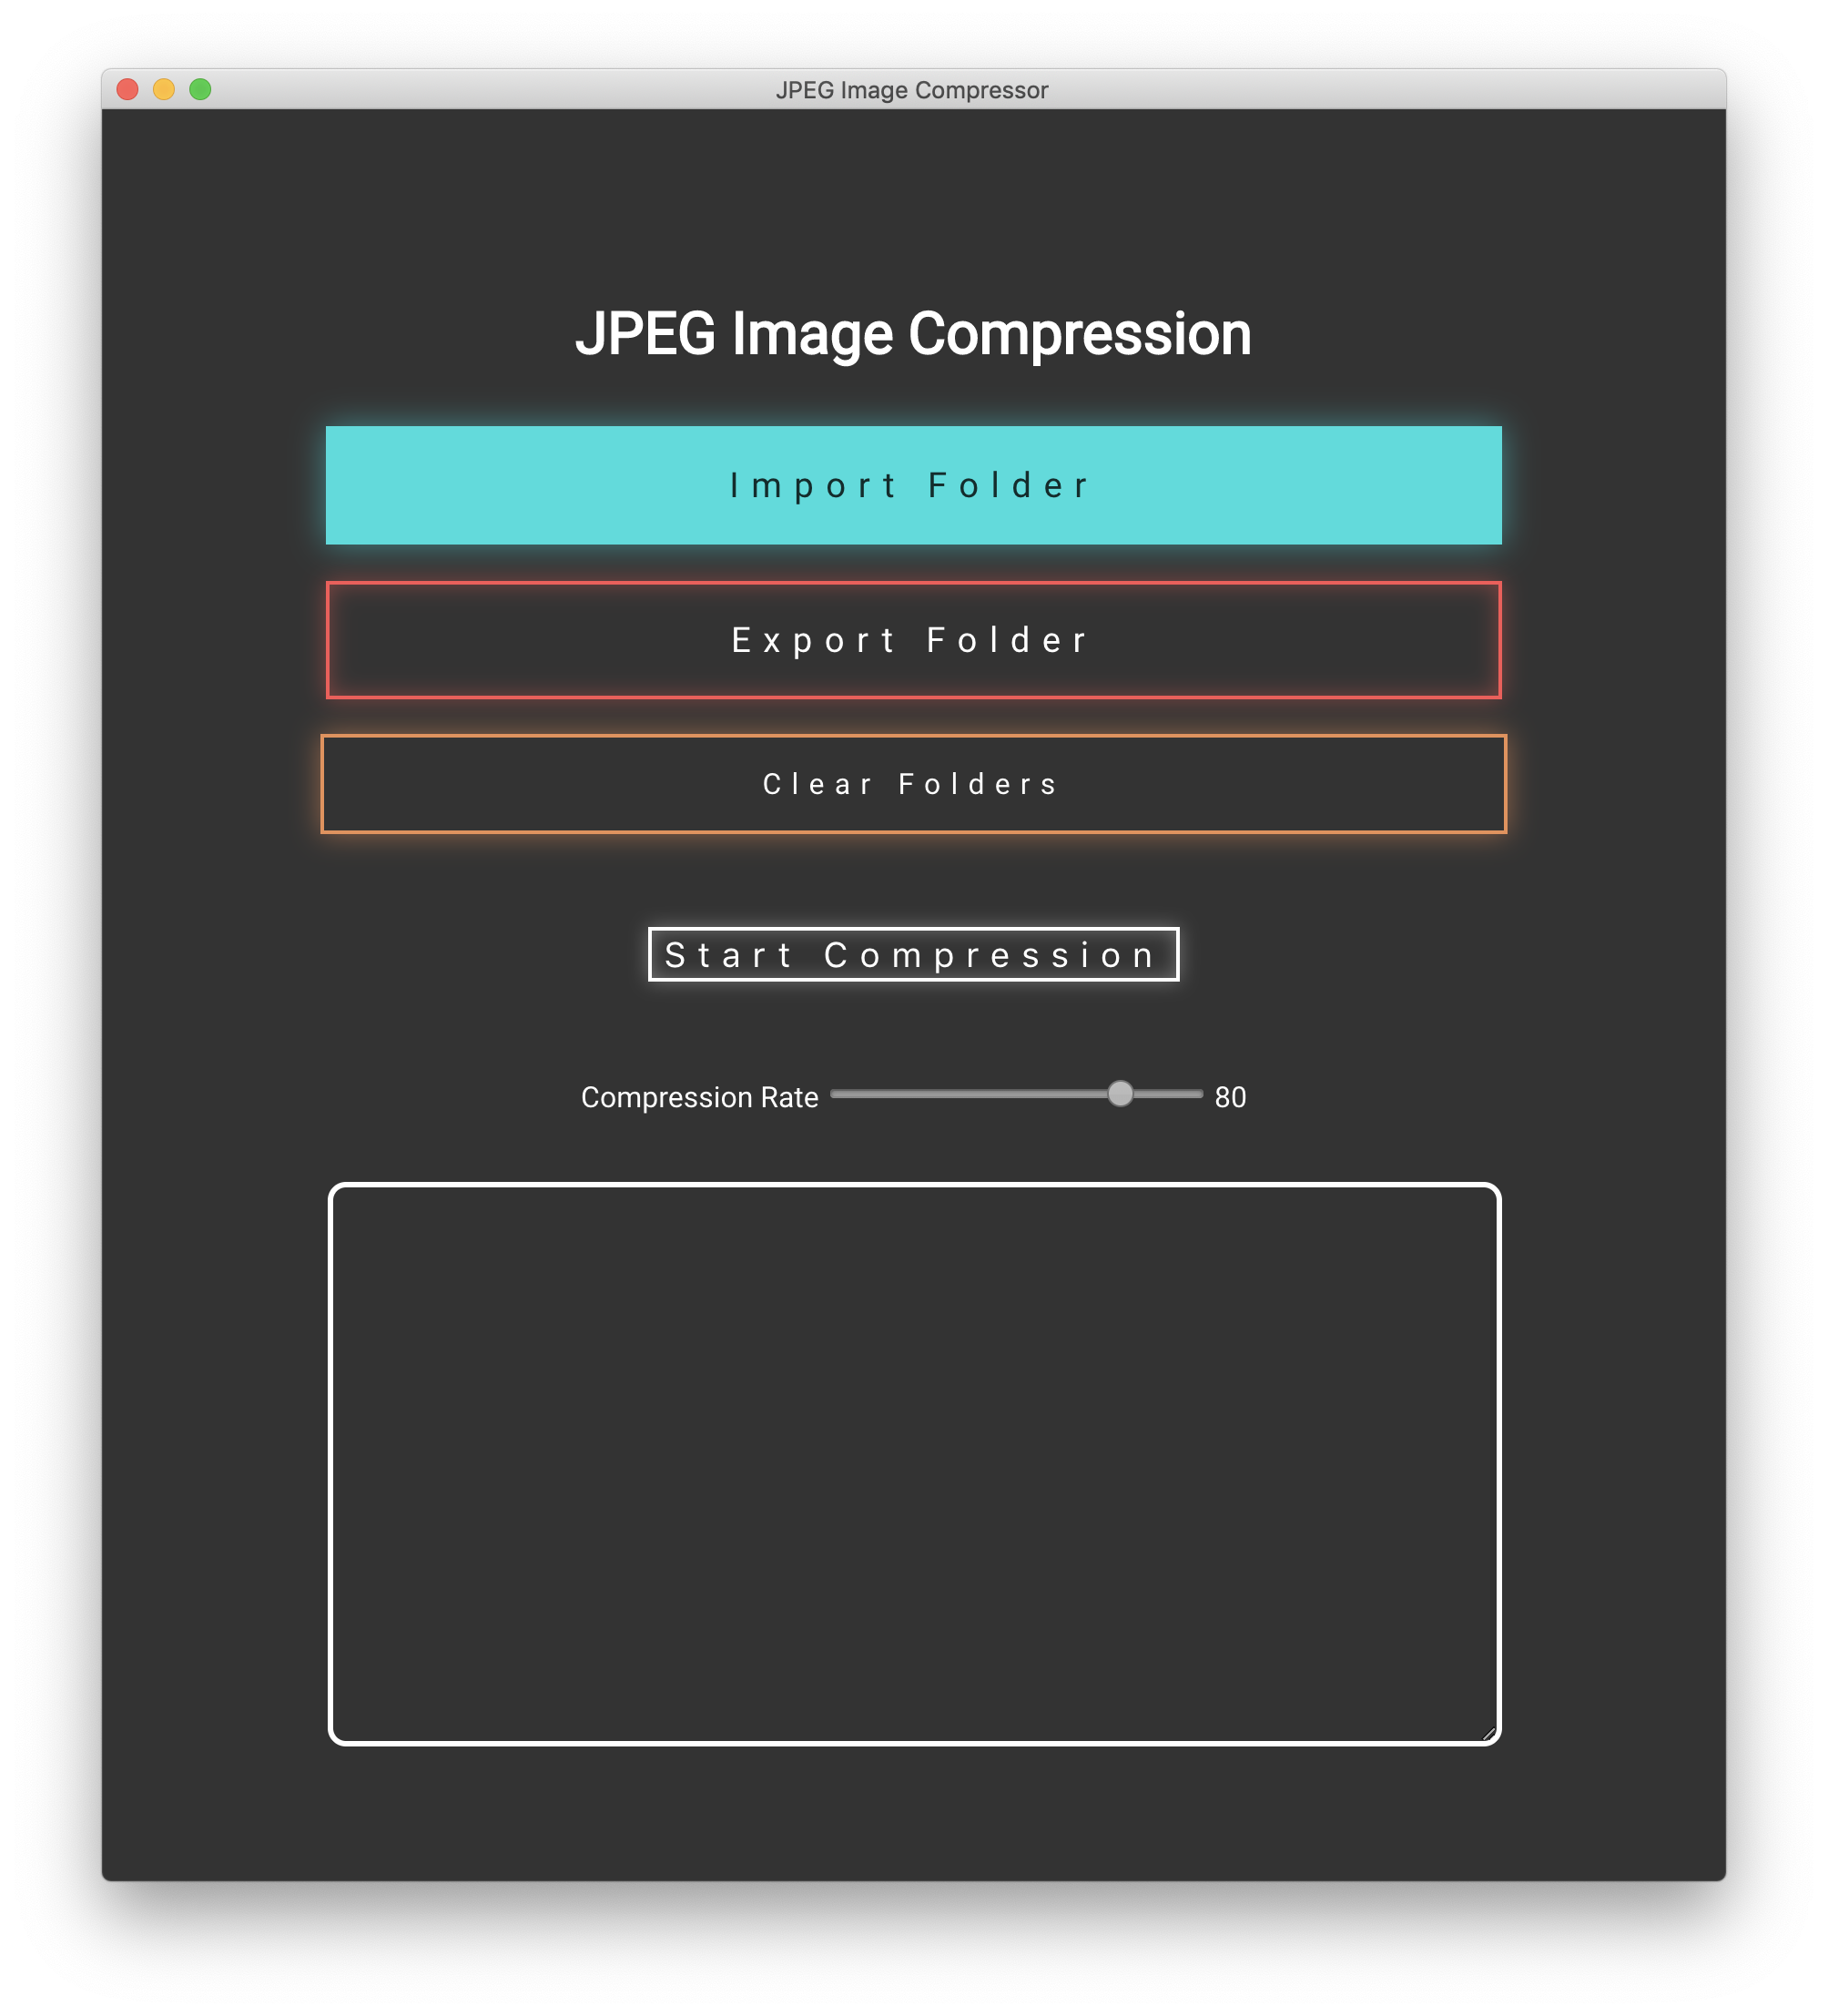 JPEG Image Compressor
JPEG Image Compression
Import Folder
Export Folder
Clear Folders
Start Compression
Compression Rate 80